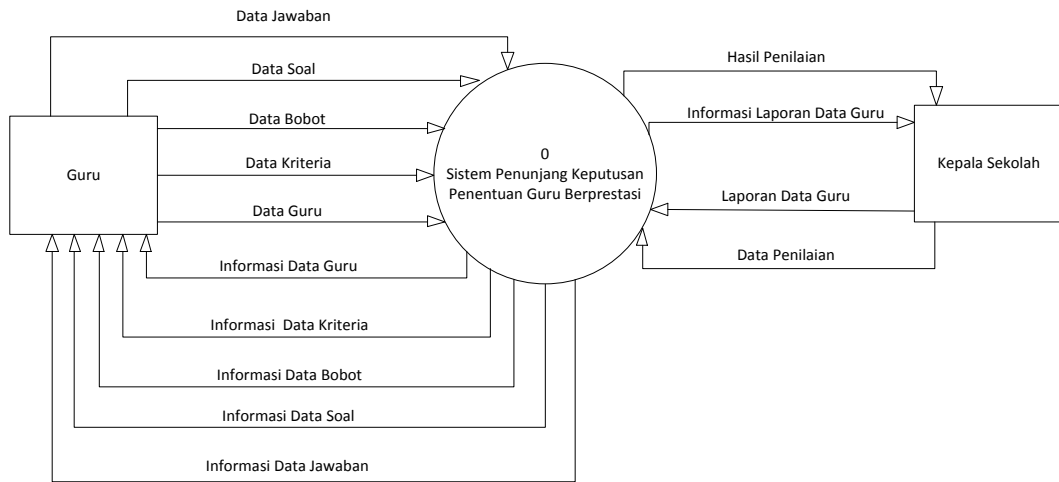 Data Jawaban
Data Soal
Data Bobot
Data Kriteria
Data Guru
Guru
Informasi Data Guru
Informasi Data Kriteria
Informasi Data Bobot
Informasi Data Soal
Informasi Data Jawaban
0
Sistem Penunjang Keputusan
Penentuan Guru Berprestasi
Hasil Penilaian
Informasi Laporan Data Guru
Kepala Sekolah
Laporan Data Guru
Data Penilaian